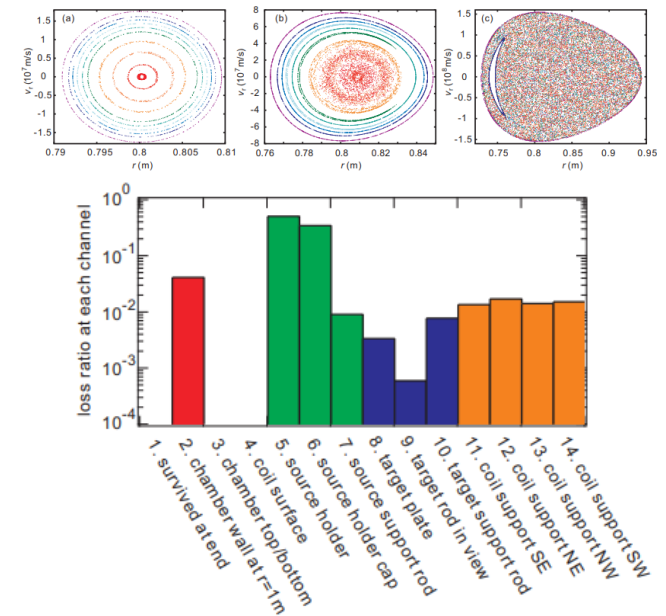 (a)
v_r (10^7 m/s)
1.5
1
0.5
0
-0.5
-1
-1.5
0.79 0.795 0.8 0.805 0.81
r (m)
(b)
v_r (10^7 m/s)
8
6
4
2
0
-2
-4
-6
-8
0.76 0.78 0.8 0.82 0.84
r (m)
(c)
v_r (10^8 m/s)
1.5
1
0.5
0
-0.5
-1
-1.5
0.75 0.8 0.85 0.9 0.95
r (m)
loss ratio at each channel
10^0
10^-1
10^-2
10^-3
10^-4
1. survived at end
2. chamber wall at r=1m
3. chamber top/bottom
4. coil surface
5. source holder
6. source holder cap
7. source support rod
8. target plate
9. target rod in view
10. target support rod
11. coil support SE
12. coil support NE
13. coil support NW
14. coil support SW